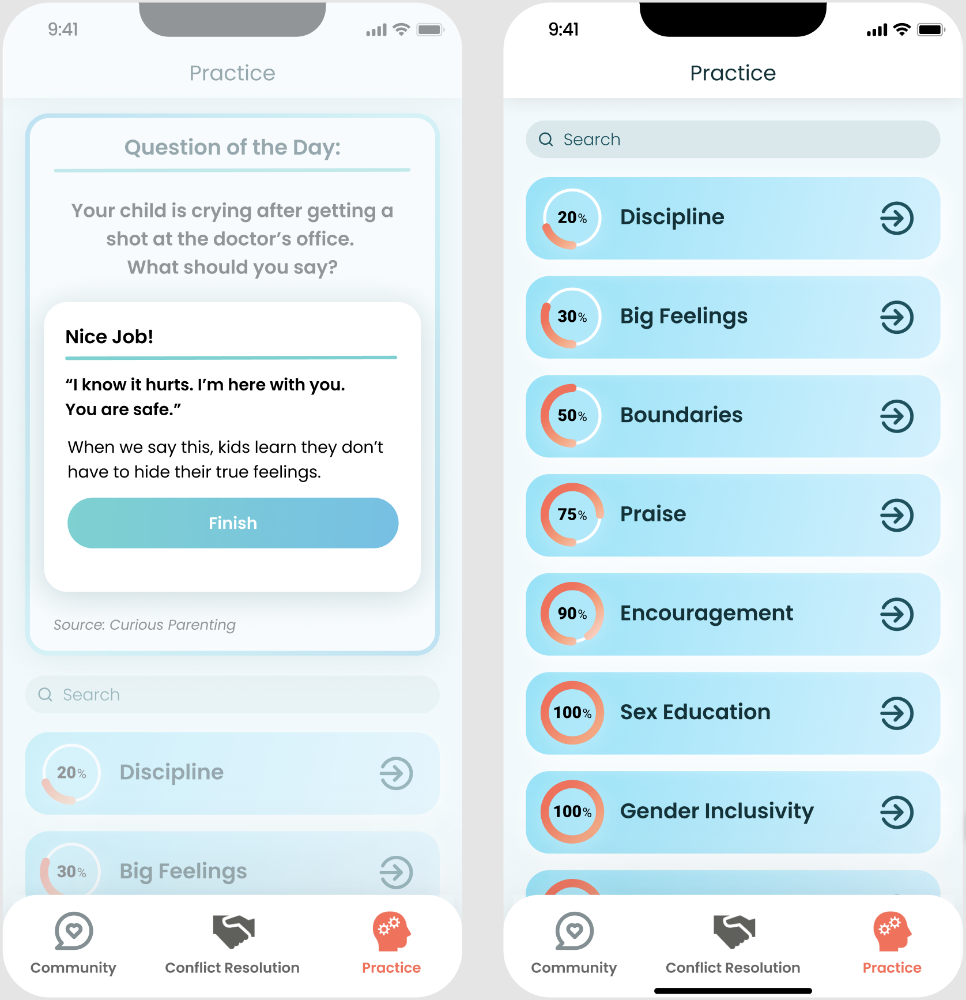 9:41
Practice
Question of the Day:
Your child is crying after getting a
shot at the doctor’s office.
What should you say?
Nice Job!
“I know it hurts. I’m here with you.
You are safe.”
When we say this, kids learn they don’t
have to hide their true feelings.
Finish
Source: Curious Parenting
Search
20% Discipline
30% Big Feelings
Community Conflict Resolution Practice
9:41
Practice
Search
20% Discipline
30% Big Feelings
50% Boundaries
75% Praise
90% Encouragement
100% Sex Education
100% Gender Inclusivity
Community Conflict Resolution Practice